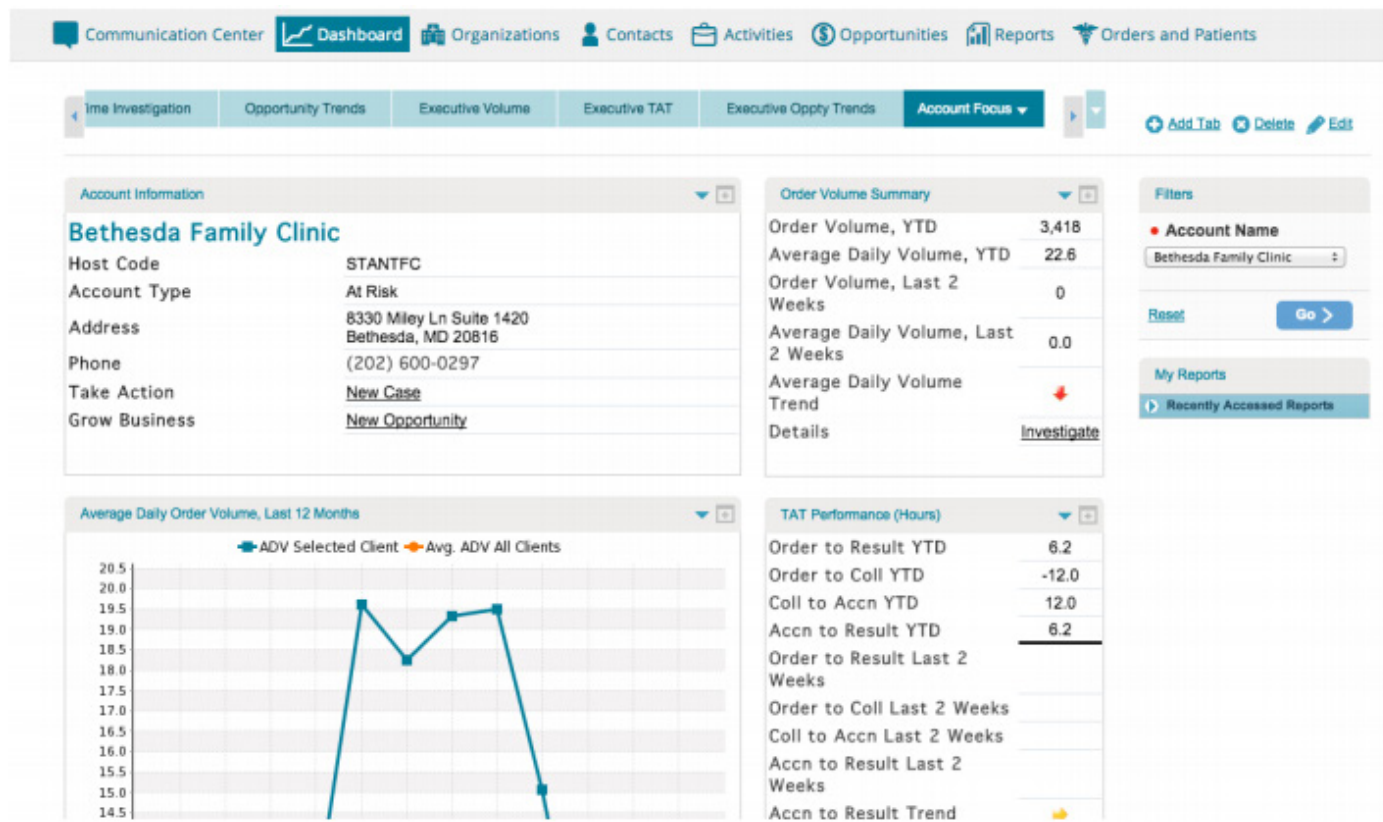 Communication Center Dashboard Organizations Contacts Activities Opportunities Reports Orders and Patients
Time Investigation Opportunity Trends Executive Volume Executive TAT Executive Oppty Trends Account Focus
Add Tab Delete Edit
Account Information
Bethesda Family Clinic
Host Code STANTFC
Account Type At Risk
Address 8330 Miley Ln Suite 1420
Bethesda, MD 20816
Phone (202) 600-0297
Take Action New Case
Grow Business New Opportunity
Order Volume Summary
Order Volume, YTD 3,418
Average Daily Volume, YTD 22.6
Order Volume, Last 2
Weeks 0
Average Daily Volume, Last
2 Weeks 0.0
Average Daily Volume
Trend
Details Investigate
Filters
Account Name
Bethesda Family Clinic
Reset Go
My Reports
Recently Accessed Reports
Average Daily Order Volume, Last 12 Months
ADV Selected Client Avg. ADV All Clients
20.5
20.0
19.5
19.0
18.5
18.0
17.5
17.0
16.5
16.0
15.5
15.0
14.5
TAT Performance (Hours)
Order to Result YTD 6.2
Order to Coll YTD -12.0
Coll to Accn YTD 12.0
Accn to Result YTD 6.2
Order to Result Last 2
Weeks
Order to Coll Last 2 Weeks
Coll to Accn Last 2 Weeks
Accn to Result Last 2
Weeks
Accn to Result Trend